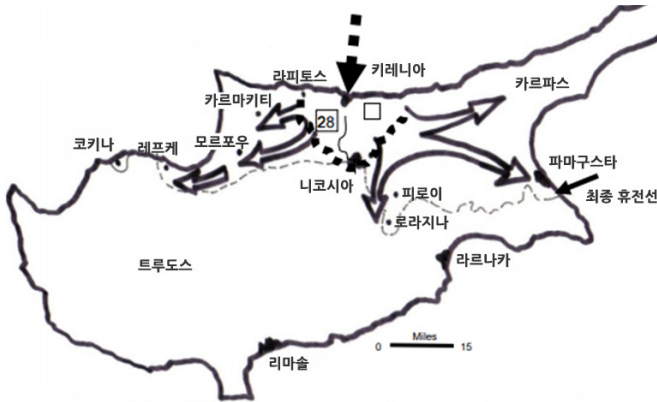 라피토스
키레니아
카르파스
카르마키티
28
코키나
레프케
모르포우
니코시아
파마구스타
피로이
최종 휴전선
로라지나
트루도스
라르나카
Miles
0
15
리마솔